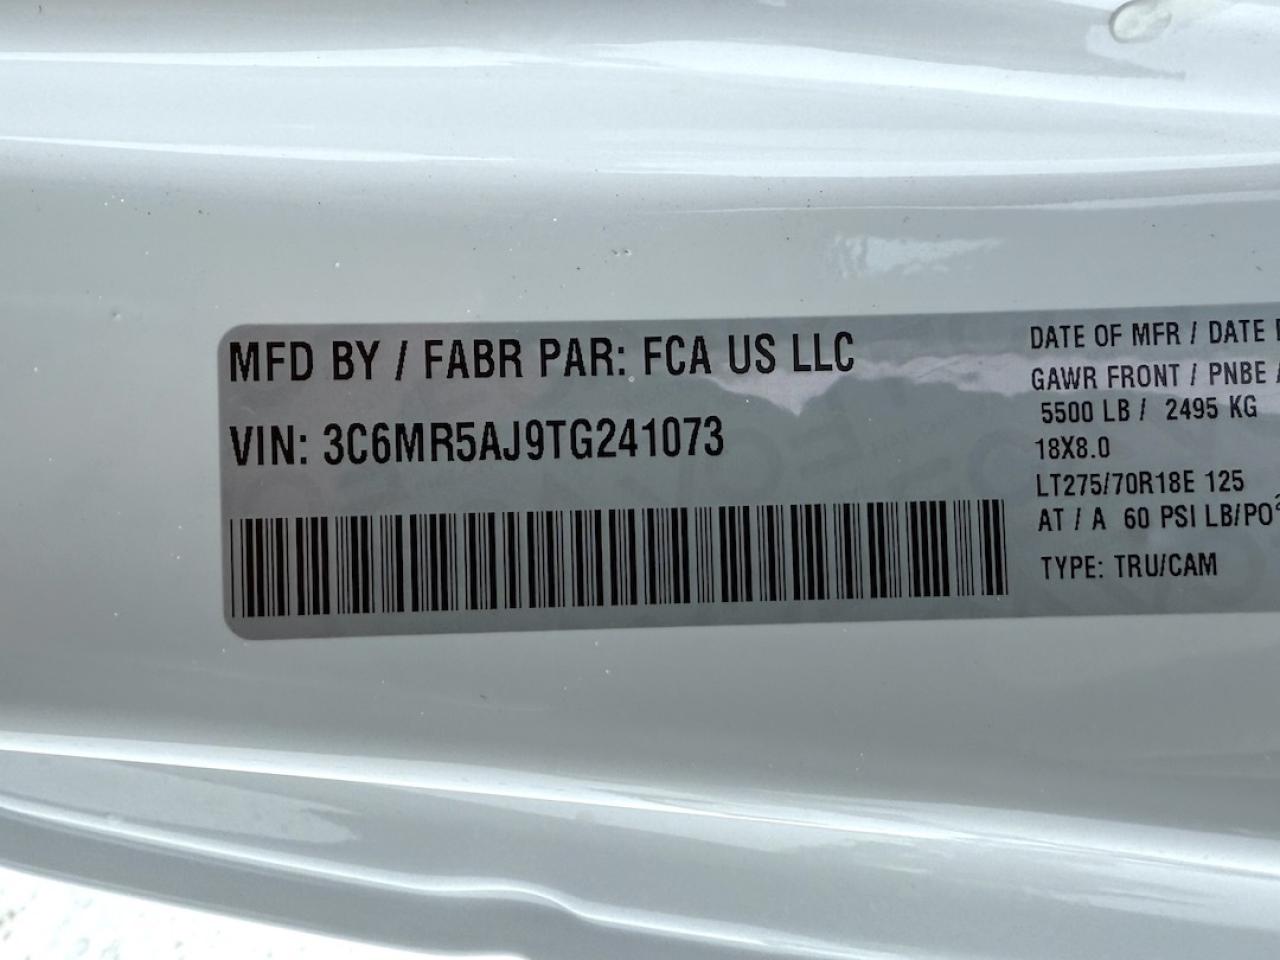 MFD BY / FABR PAR: FCA US LLC
VIN: 3C6MR5AJ9TG241073
DATE OF MFR / DATE
GAWR FRONT / PNBE
5500 LB / 2495 KG
18X8.0
LT275/70R18E 125
AT / A 60 PSI LB/PO²
TYPE: TRU/CAM